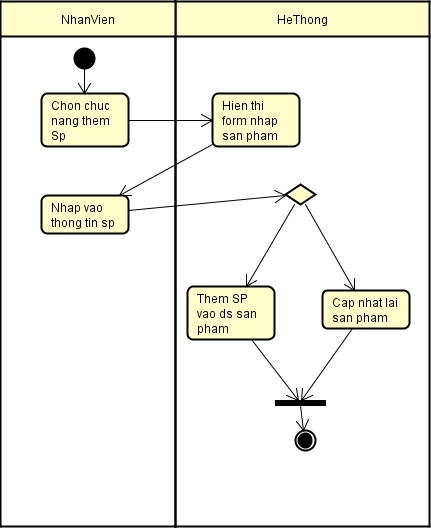 NhanVien
HeThong
Chon chuc
nang them
Sp
Hien thi
form nhap
san pham
Nhap vao
thong tin sp
Them SP
vao ds san
pham
Cap nhat lai
san pham